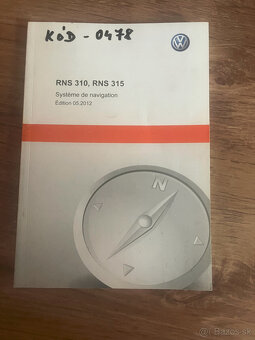 KÓD - 0478
RNS 310, RNS 315
Système de navigation
Édition 05.2012
N
Bazos.sk